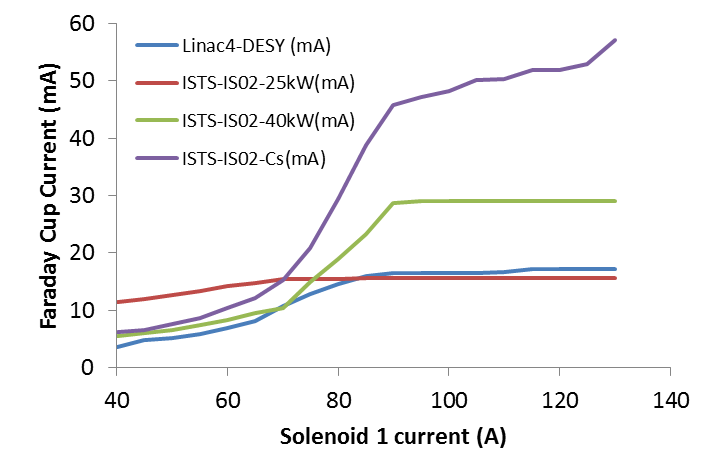 60
50
40
30
20
10
0
Faraday Cup Current (mA)
Linac4-DESY (mA)
ISTS-IS02-25kW(mA)
ISTS-IS02-40kW(mA)
ISTS-IS02-Cs(mA)
40 60 80 100 120 140
Solenoid 1 current (A)